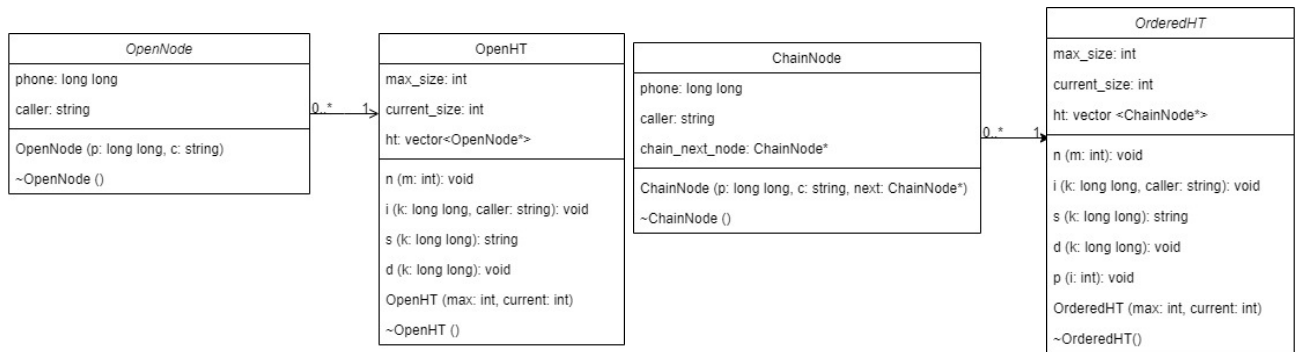 OpenNode
phone: long long
caller: string
OpenNode (p: long long, c: string)
~OpenNode ()
0..*
1
OpenHT
max_size: int
current_size: int
ht: vector<OpenNode*>
n (m: int): void
i (k: long long, caller: string): void
s (k: long long): string
d (k: long long): void
OpenHT (max: int, current: int)
~OpenHT ()
ChainNode
phone: long long
caller: string
chain_next_node: ChainNode*
ChainNode (p: long long, c: string, next: ChainNode*)
~ChainNode ()
0..*
1
OrderedHT
max_size: int
current_size: int
ht: vector <ChainNode*>
n (m: int): void
i (k: long long, caller: string): void
s (k: long long): string
d (k: long long): void
p (i: int): void
OrderedHT (max: int, current: int)
~OrderedHT()